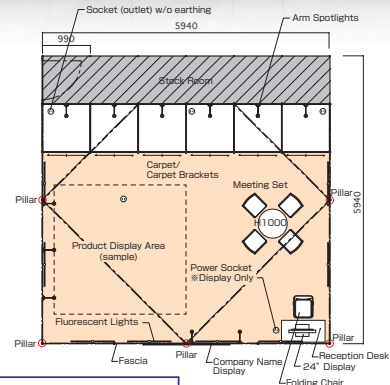 Socket (outlet) w/o earthing
5940
Arm Spotlights
990
Stock Room
Carpet/
Carpet Brackets
Meeting Set
Pillar
Pillar
H1000
5940
Product Display Area
(sample)
Power Socket
※Display Only
Fluorescent Lights
Pillar
Pillar
Pillar
Fascia
Company Name
Display
Reception Desk
24" Display
Folding Chair